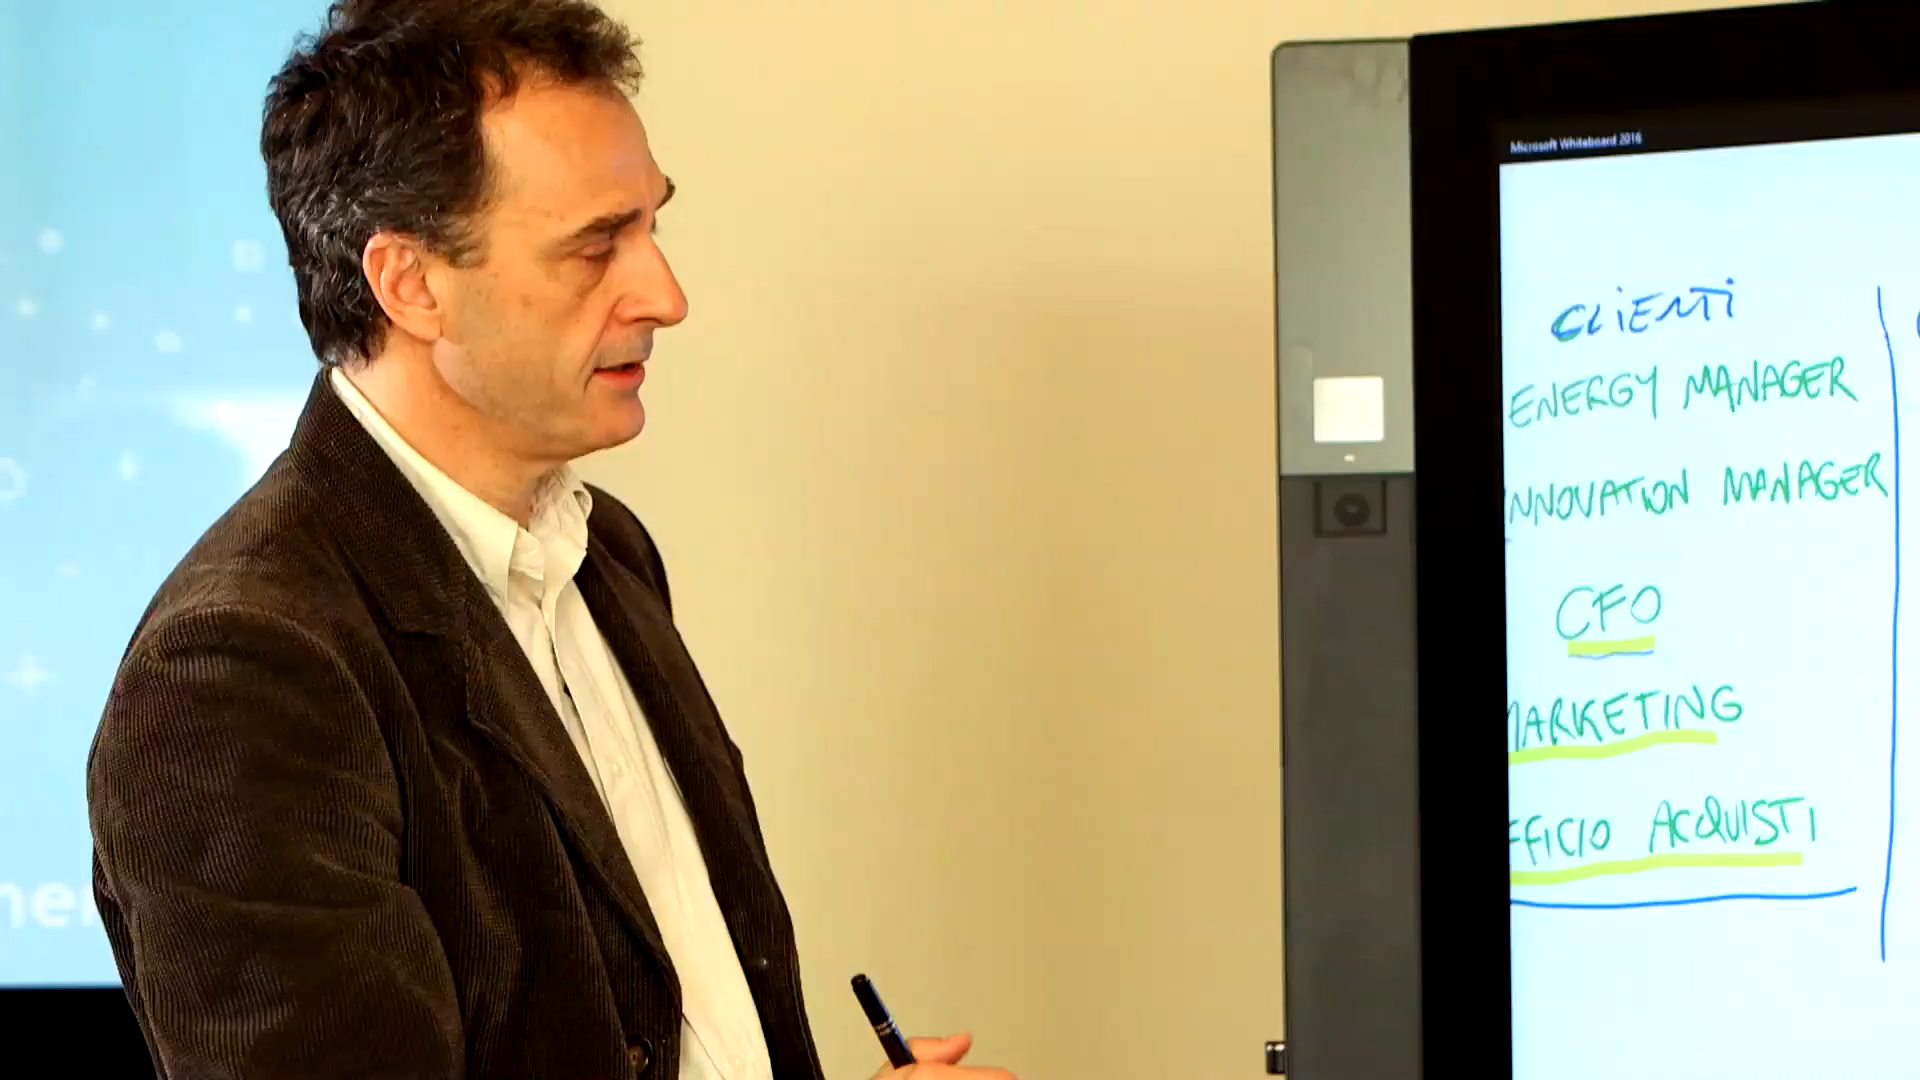 Microsoft Whiteboard 2016
CLIENTI
ENERGY MANAGER
NNOVATION MANAGER
CFO
MARKETING
FFICIO ACQUISTI